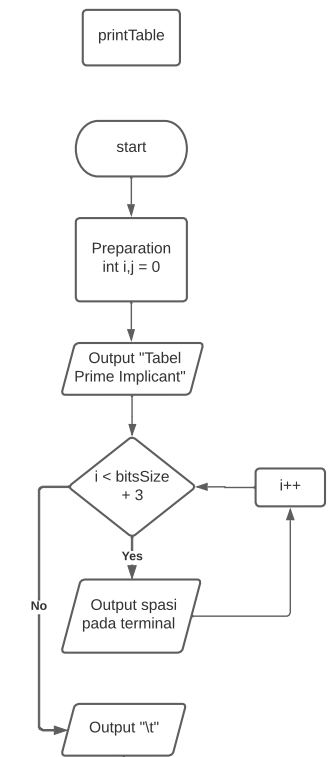 printTable
start
Preparation
int i,j = 0
Output "Tabel
Prime Implicant"
i < bitsSize
+ 3
i++
Yes
No
Output spasi
pada terminal
Output "\t"